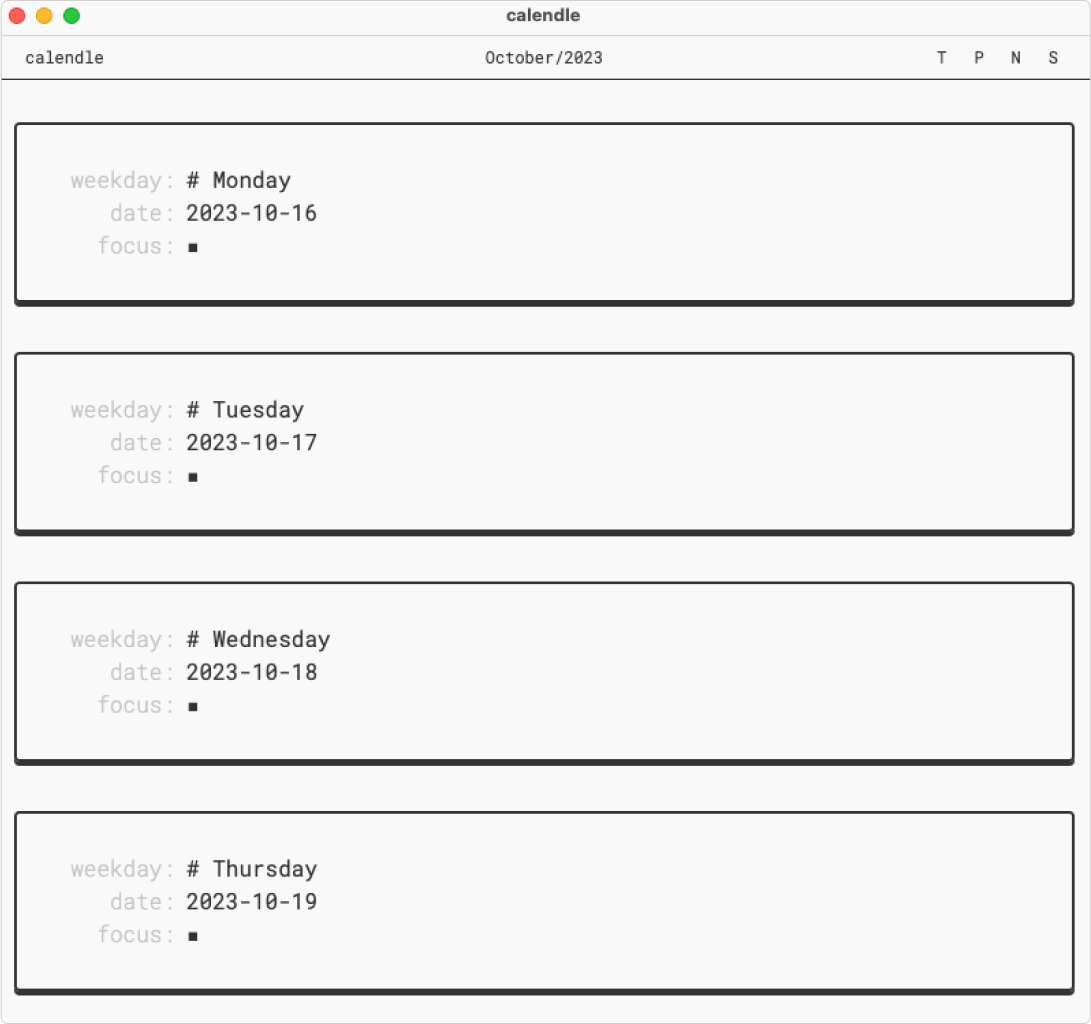 calendle
calendle October/2023 T P N S
weekday: # Monday
date: 2023-10-16
focus: ▪
weekday: # Tuesday
date: 2023-10-17
focus: ▪
weekday: # Wednesday
date: 2023-10-18
focus: ▪
weekday: # Thursday
date: 2023-10-19
focus: ▪